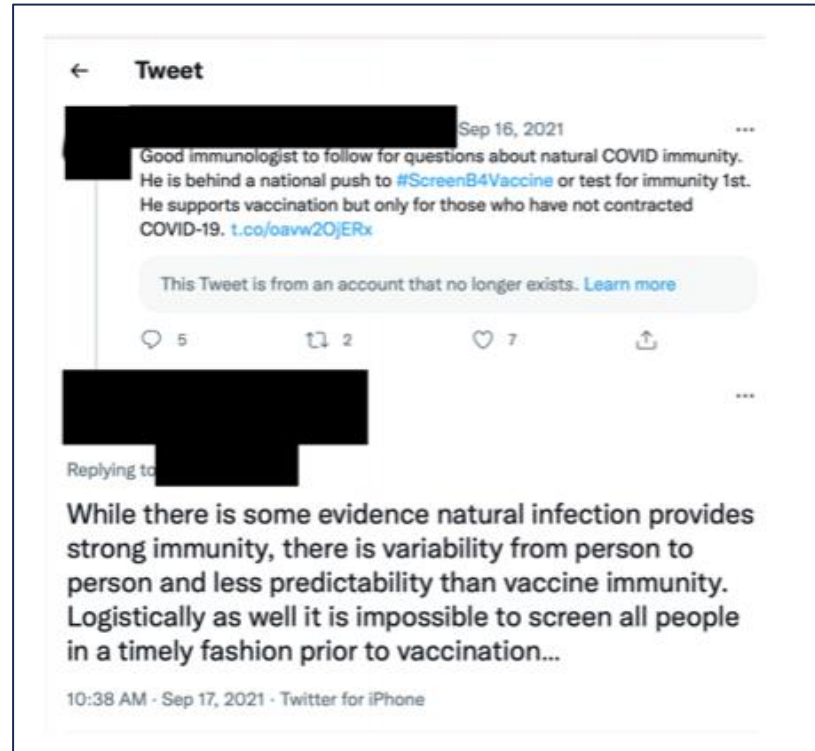 Tweet
Sep 16, 2021
Good immunologist to follow for questions about natural COVID immunity.
He is behind a national push to #ScreenB4Vaccine or test for immunity 1st.
He supports vaccination but only for those who have not contracted
COVID-19. t.co/oavw2OjERx
This Tweet is from an account that no longer exists. Learn more
5 2 7
Replying to
While there is some evidence natural infection provides
strong immunity, there is variability from person to
person and less predictability than vaccine immunity.
Logistically as well it is impossible to screen all people
in a timely fashion prior to vaccination...
10:38 AM · Sep 17, 2021 · Twitter for iPhone